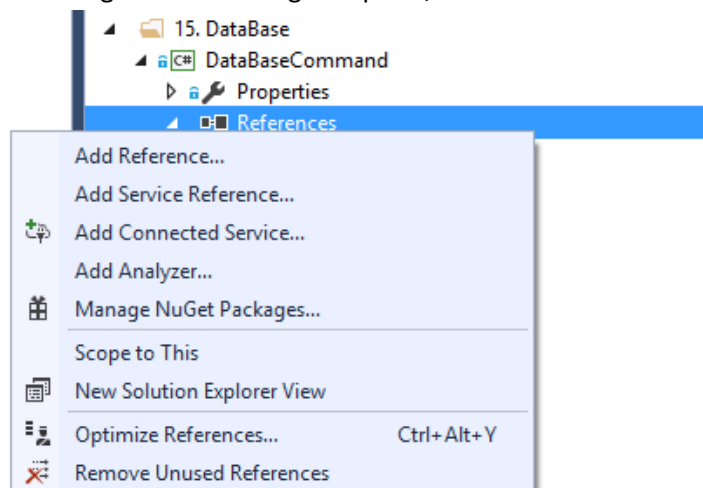 15. DataBase
C# DataBaseCommand
Properties
References
Add Reference...
Add Service Reference...
Add Connected Service...
Add Analyzer...
Manage NuGet Packages...
Scope to This
New Solution Explorer View
Optimize References... Ctrl+Alt+Y
Remove Unused References